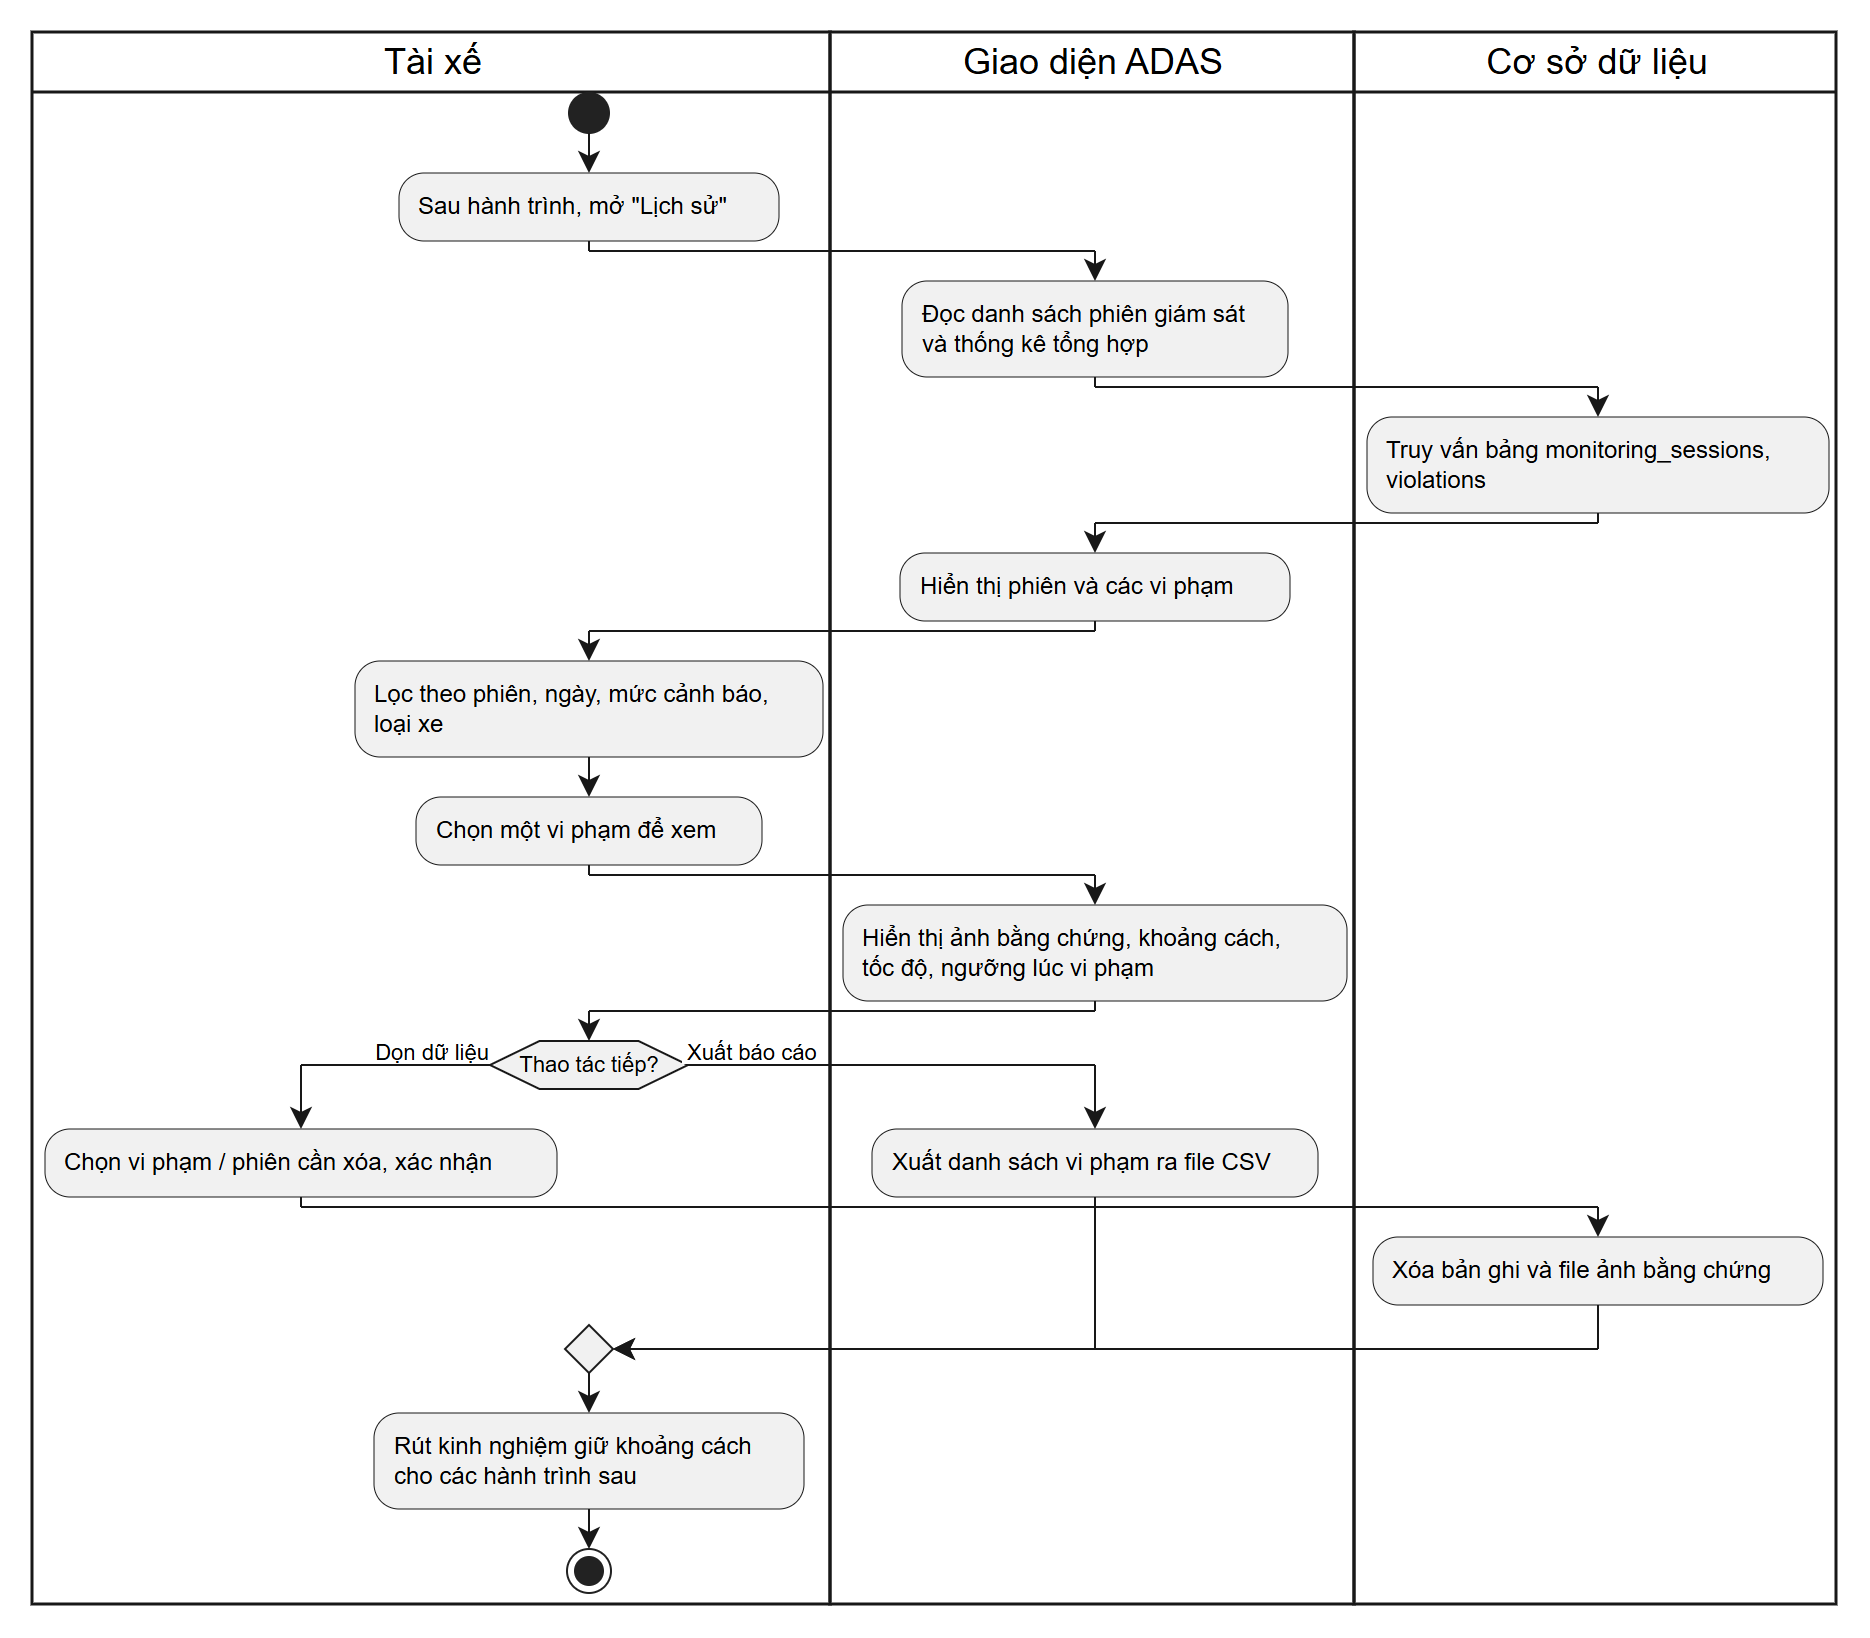 Tài xế
Giao diện ADAS
Cơ sở dữ liệu
Sau hành trình, mở "Lịch sử"
Đọc danh sách phiên giám sát
và thống kê tổng hợp
Truy vấn bảng monitoring_sessions,
violations
Hiển thị phiên và các vi phạm
Lọc theo phiên, ngày, mức cảnh báo,
loại xe
Chọn một vi phạm để xem
Hiển thị ảnh bằng chứng, khoảng cách,
tốc độ, ngưỡng lúc vi phạm
Dọn dữ liệu
Thao tác tiếp?
Xuất báo cáo
Chọn vi phạm / phiên cần xóa, xác nhận
Xuất danh sách vi phạm ra file CSV
Xóa bản ghi và file ảnh bằng chứng
Rút kinh nghiệm giữ khoảng cách
cho các hành trình sau